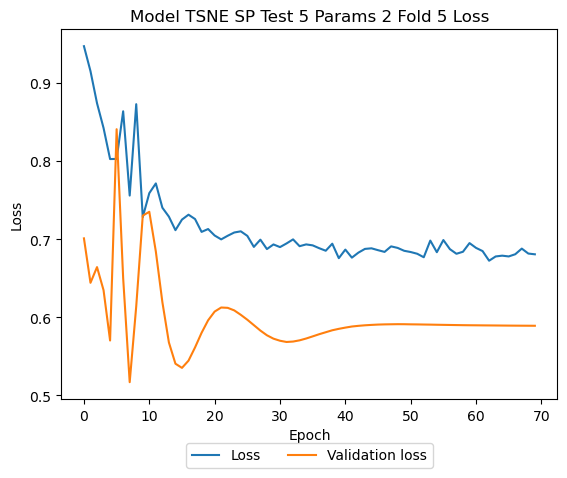 Model TSNE SP Test 5 Params 2 Fold 5 Loss
0.9
0.8
0.7
0.6
0.5
Loss
0 10 20 30 40 50 60 70
Epoch
Loss Validation loss